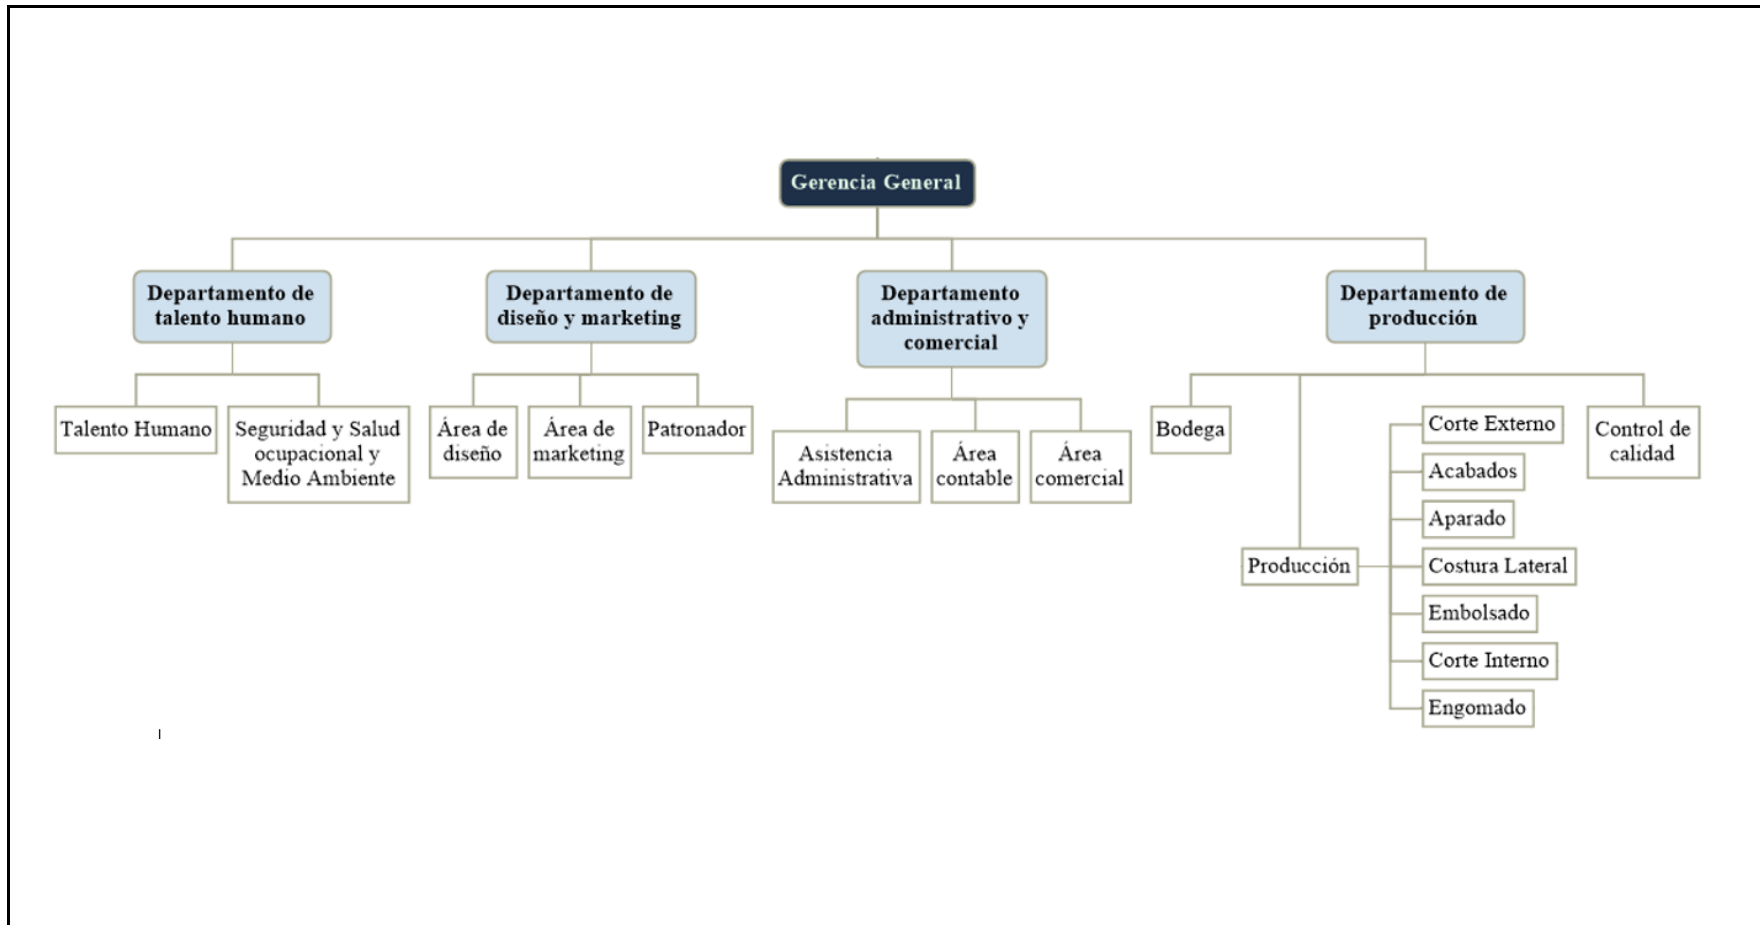 Gerencia General
Departamento de
talento humano
Departamento de
diseño y marketing
Departamento
administrativo y
comercial
Departamento de
producción
Talento Humano
Seguridad y Salud
ocupacional y
Medio Ambiente
Área de
diseño
Área de
marketing
Patronador
Asistencia
Administrativa
Área
contable
Área
comercial
Bodega
Producción
Corte Externo
Acabados
Aparado
Costura Lateral
Embolsado
Corte Interno
Engomado
Control de
calidad